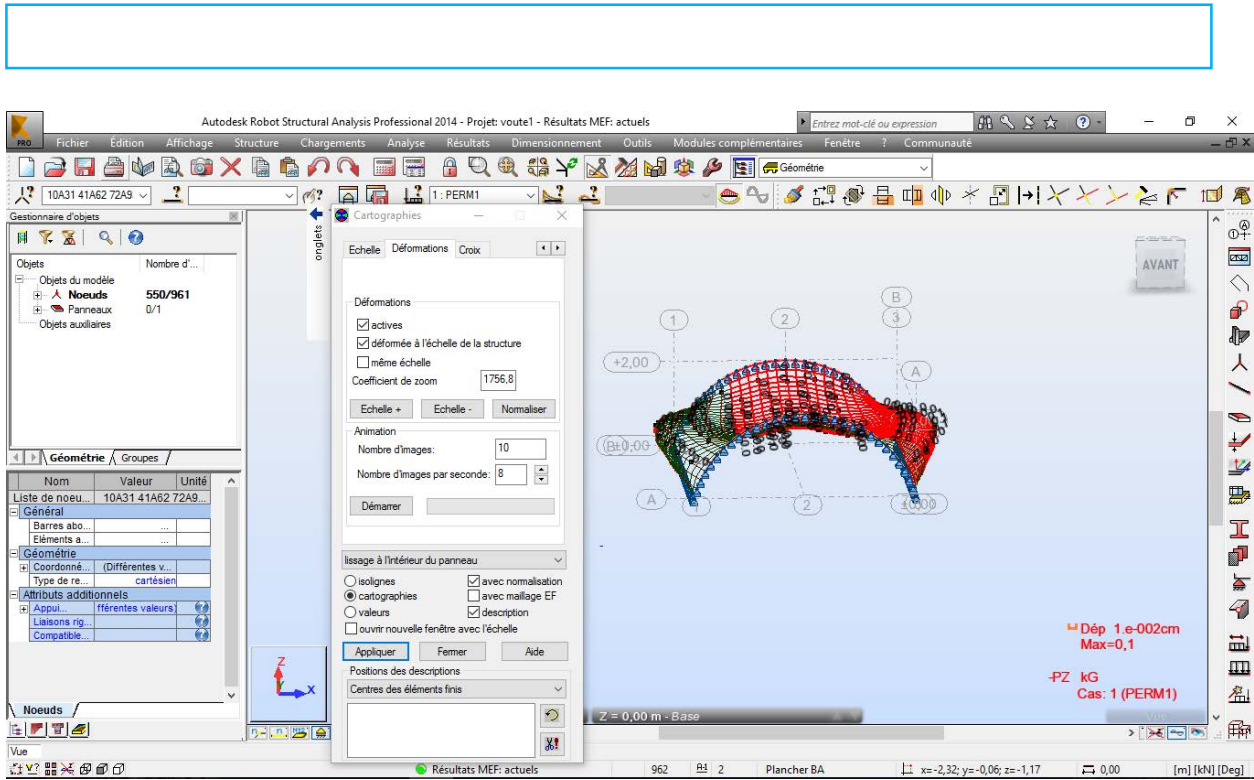 Autodesk Robot Structural Analysis Professional 2014 - Projet: voute1 - Résultats MEF: actuels
Entrez mot-clé ou expression
PRO
Fichier Édition Affichage Structure Chargements Analyse Résultats Dimensionnement Outils Modules complémentaires Fenêtre ? Communauté
Géométrie
10A31 41A62 72A9
1 : PERM1
Gestionnaire d'objets
Objets Nombre d'...
Objets du modèle
Noeuds 550/961
Panneaux 0/1
Objets auxiliaires
Géométrie Groupes
Nom Valeur Unité
Liste de noeu... 10A31 41A62 72A9...
Général
Barres abo... ...
Eléments a... ...
Géométrie
Coordonné... (Différentes v...
Type de re... cartésien
Attributs additionnels
Appui... fférentes valeurs)
Liaisons rig...
Compatible...
Noeuds
Vue
onglets
Cartographies
Echelle Déformations Croix
Déformations
actives
déformée à l'échelle de la structure
même échelle
Coefficient de zoom 1756,8
Echelle + Echelle - Normaliser
Animation
Nombre d'images: 10
Nombre d'images par seconde: 8
Démarrer
lissage à l'intérieur du panneau
isolignes avec normalisation
cartographies avec maillage EF
valeurs description
ouvrir nouvelle fenêtre avec l'échelle
Appliquer Fermer Aide
Positions des descriptions
Centres des éléments finis
AVANT
1 2 B
3
+2,00
A
A 2
Z
X
Dép 1.e-002cm
Max=0,1
-PZ kG
Cas: 1 (PERM1)
Z = 0,00 m - Base
Vue
Résultats MEF: actuels 962 2 Plancher BA x=-2,32; y=-0,06; z=-1,17 0,00 [m] [kN] [Deg]